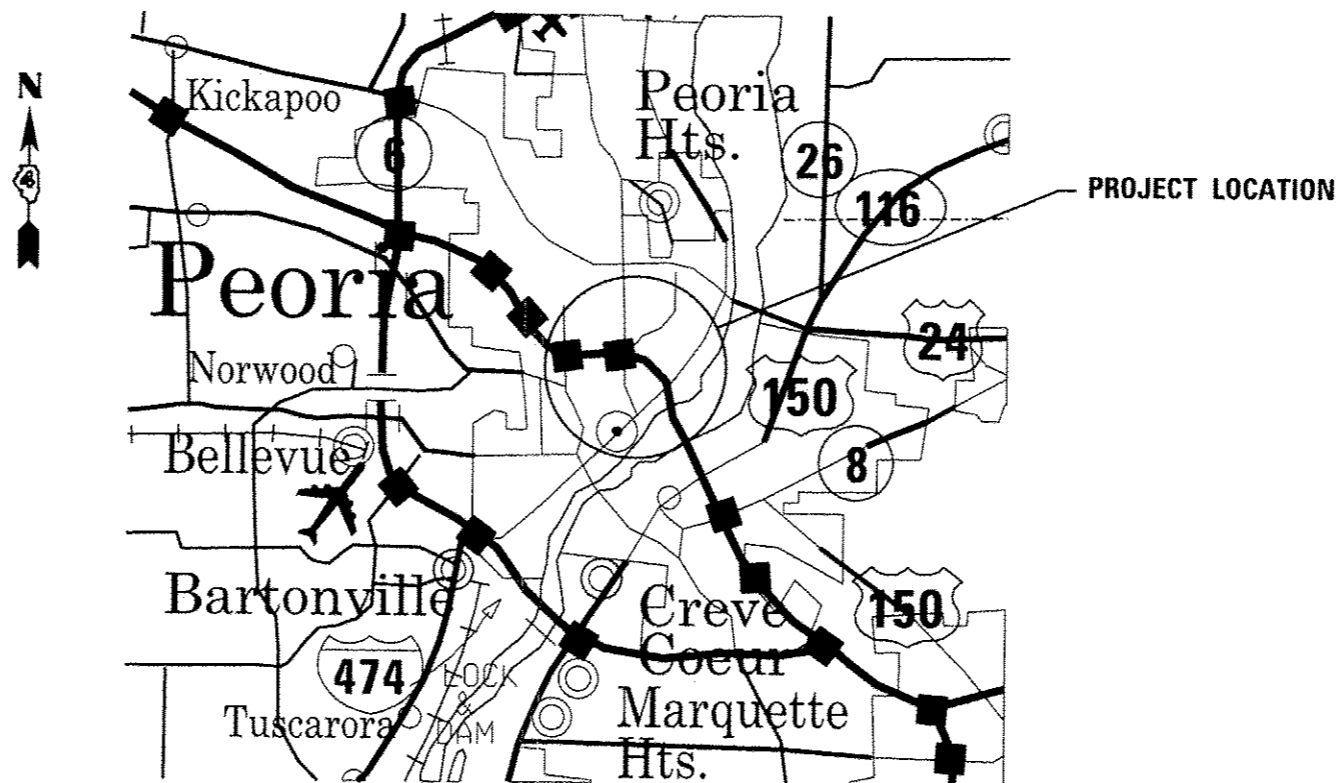 N
4
Kickapoo
6
Peoria
Hts.
26
116
PROJECT LOCATION
Peoria
24
Norwood
150
Bellevue
8
Bartonville
Creve
Coeur
150
474
LOCK
&
DAM
Tuscarora
Marquette
Hts.